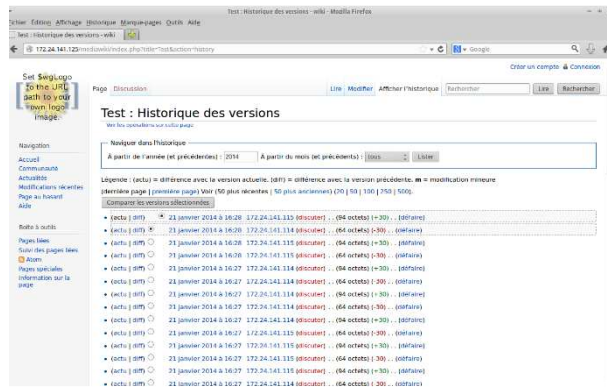 Test : Historique des versions - wiki - Mozilla Firefox
Fichier Édition Affichage Historique Marque-pages Outils Aide
Test : Historique des versions - wiki
172.24.141.125/mediawiki/index.php?title=Test&action=history
Google
Créer un compte Connexion
Set $wgLogo
to the URL
path to your
own logo
image.
Page Discussion Lire Modifier Afficher l'historique Rechercher Lire Rechercher
Test : Historique des versions
Voir les opérations sur cette page
Navigation
Accueil
Communauté
Actualités
Modifications récentes
Page au hasard
Aide
Boîte à outils
Pages liées
Suivi des pages liées
Atom
Pages spéciales
Information sur la
page
Naviguer dans l'historique
À partir de l'année (et précédentes) : 2014 À partir du mois (et précédents) : tous Lister
Légende : (actu) = différence avec la version actuelle, (diff) = différence avec la version précédente, m = modification mineure
(dernière page | première page) Voir (50 plus récentes | 50 plus anciennes) (20 | 50 | 100 | 250 | 500).
Comparer les versions sélectionnées
(actu | diff) 21 janvier 2014 à 16:28 172.24.141.115 (discuter) . . (94 octets) (+30) . . (défaire)
(actu | diff) 21 janvier 2014 à 16:28 172.24.141.114 (discuter) . . (64 octets) (-30) . . (défaire)
(actu | diff) 21 janvier 2014 à 16:28 172.24.141.114 (discuter) . . (94 octets) (+30) . . (défaire)
(actu | diff) 21 janvier 2014 à 16:28 172.24.141.115 (discuter) . . (64 octets) (-30) . . (défaire)
(actu | diff) 21 janvier 2014 à 16:27 172.24.141.115 (discuter) . . (94 octets) (+30) . . (défaire)
(actu | diff) 21 janvier 2014 à 16:27 172.24.141.114 (discuter) . . (64 octets) (-30) . . (défaire)
(actu | diff) 21 janvier 2014 à 16:27 172.24.141.114 (discuter) . . (94 octets) (+30) . . (défaire)
(actu | diff) 21 janvier 2014 à 16:27 172.24.141.115 (discuter) . . (64 octets) (-30) . . (défaire)
(actu | diff) 21 janvier 2014 à 16:27 172.24.141.115 (discuter) . . (94 octets) (+30) . . (défaire)
(actu | diff) 21 janvier 2014 à 16:27 172.24.141.114 (discuter) . . (64 octets) (-30) . . (défaire)
(actu | diff) 21 janvier 2014 à 16:27 172.24.141.114 (discuter) . . (94 octets) (+30) . . (défaire)
(actu | diff) 21 janvier 2014 à 16:27 172.24.141.115 (discuter) . . (64 octets) (-30) . . (défaire)
(actu | diff) 21 janvier 2014 à 16:27 172.24.141.115 (discuter) . . (94 octets) (+30) . . (défaire)
(actu | diff) 21 janvier 2014 à 16:27 172.24.141.114 (discuter) . . (64 octets) (-30) . . (défaire)